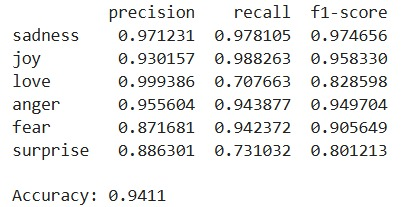 precision recall f1-score
sadness 0.971231 0.978105 0.974656
joy 0.930157 0.988263 0.958330
love 0.999386 0.707663 0.828598
anger 0.955604 0.943877 0.949704
fear 0.871681 0.942372 0.905649
surprise 0.886301 0.731032 0.801213
Accuracy: 0.9411